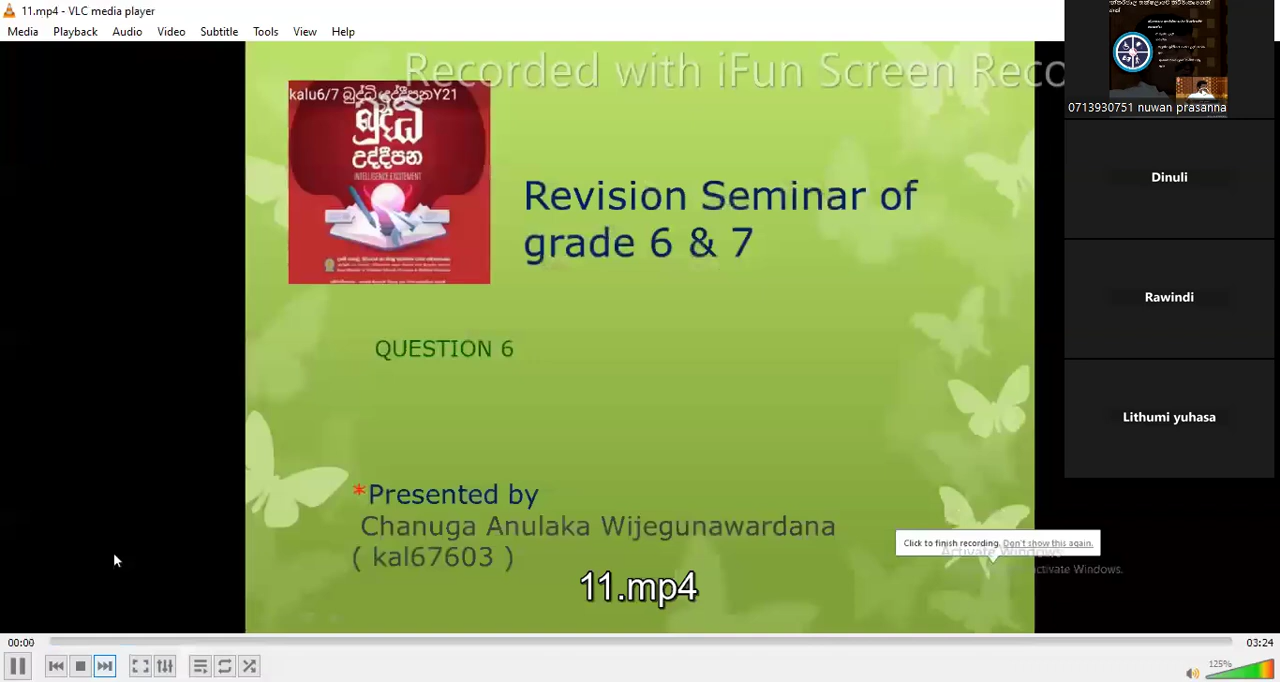 11.mp4 - VLC media player
Media Playback Audio Video Subtitle Tools View Help
Recorded with iFun Screen Reco
kalu6/7 බුද්ධි උද්දීපනY21
බුද්ධි
උද්දීපන
INTELLIGENCE EXCITEMENT
Revision Seminar of
grade 6 & 7
QUESTION 6
*Presented by
Chanuga Anulaka Wijegunawardana
( kal67603 )
11.mp4
Click to finish recording. Don't show this again.
Activate Windows
activate Windows.
0713930751 nuwan prasanna
Dinuli
Rawindi
Lithumi yuhasa
00:00
03:24
125%